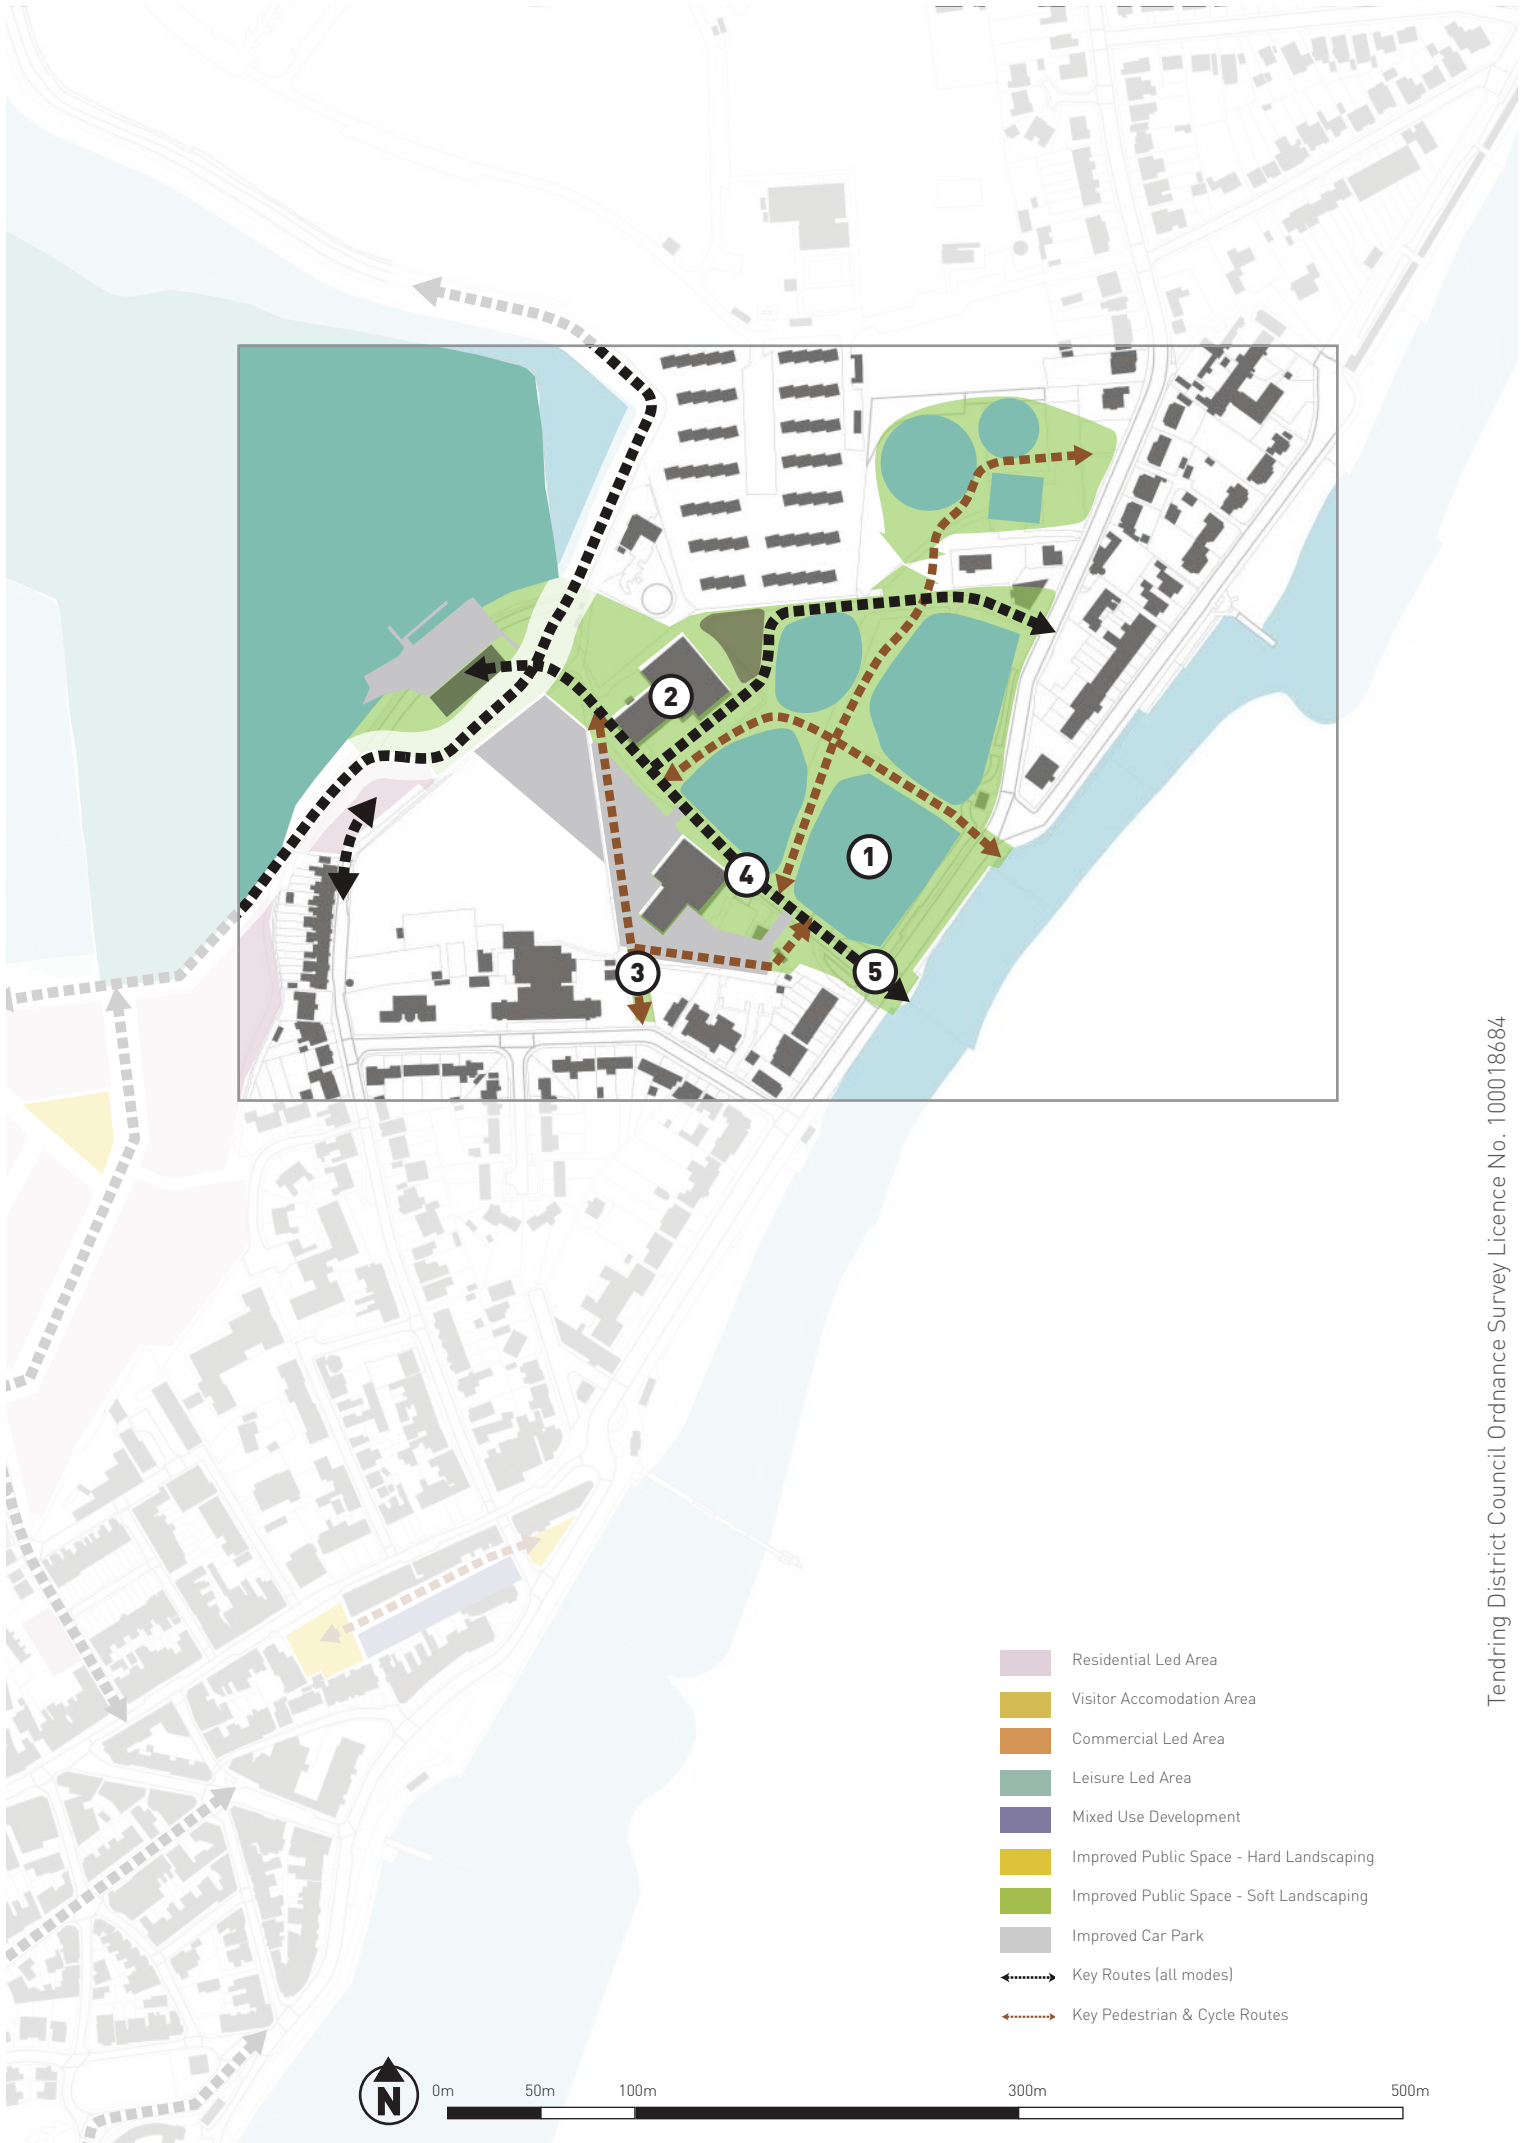 2
1
4
3
5
Tendring District Council Ordnance Survey Licence No. 100018684
Residential Led Area
Visitor Accomodation Area
Commercial Led Area
Leisure Led Area
Mixed Use Development
Improved Public Space - Hard Landscaping
Improved Public Space - Soft Landscaping
Improved Car Park
Key Routes (all modes)
Key Pedestrian & Cycle Routes
N
0m 50m 100m 300m 500m